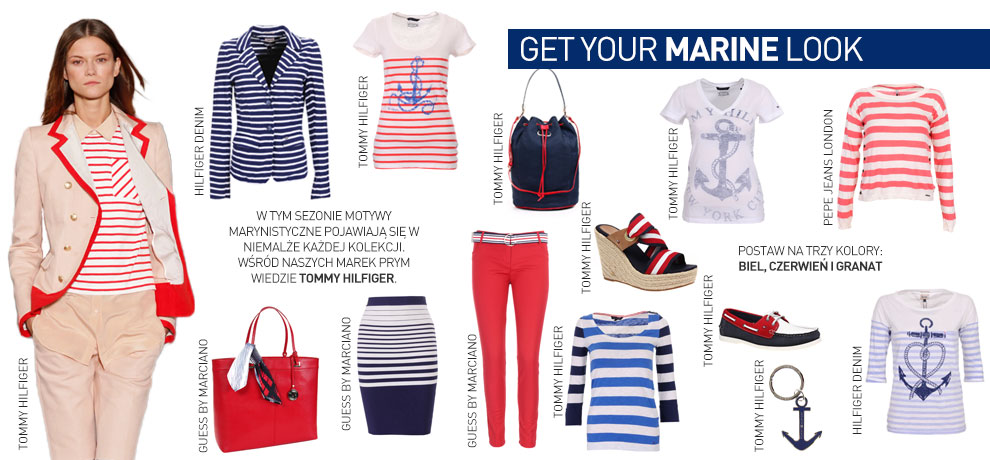 GET YOUR MARINE LOOK
HILFIGER DENIM
TOMMY HILFIGER
TOMMY HILFIGER
TOMMY HILFIGER
MY HILF
W YORK C
PEPE JEANS LONDON
W TYM SEZONIE MOTYWY
MARYNISTYCZNE POJAWIAJĄ SIĘ W
NIEMALŻE KAŻDEJ KOLEKCJI.
WŚRÓD NASZYCH MAREK PRYM
WIEDZIE TOMMY HILFIGER.
TOMMY HILFIGER
POSTAW NA TRZY KOLORY:
BIEL, CZERWIEŃ I GRANAT
TOMMY HILFIGER
GUESS BY MARCIANO
GUESS BY MARCIANO
GUESS BY MARCIANO
TOMMY HILFIGER
TOMMY HILFIGER
TOMMY HILFIGER
HILFIGER DENIM